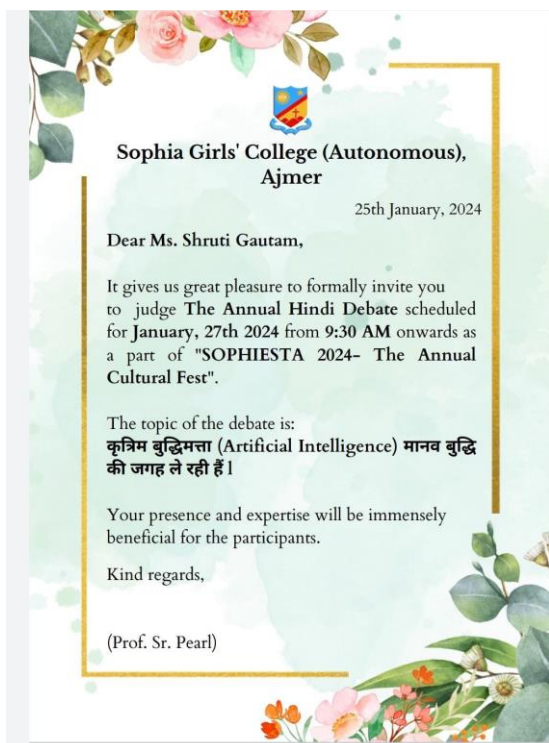 Sophia Girls' College (Autonomous),
Ajmer
25th January, 2024
Dear Ms. Shruti Gautam,
It gives us great pleasure to formally invite you
to judge The Annual Hindi Debate scheduled
for January, 27th 2024 from 9:30 AM onwards as
a part of "SOPHIESTA 2024- The Annual
Cultural Fest".
The topic of the debate is:
कृत्रिम बुद्धिमत्ता (Artificial Intelligence) मानव बुद्धि
की जगह ले रही हैं l
Your presence and expertise will be immensely
beneficial for the participants.
Kind regards,
(Prof. Sr. Pearl)